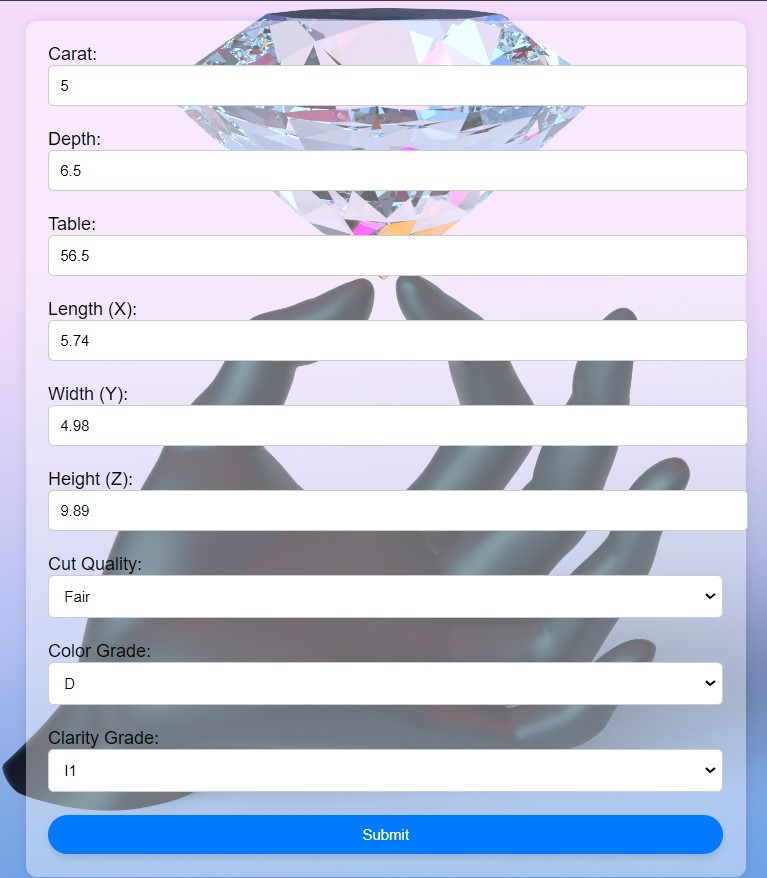 Carat:
5
Depth:
6.5
Table:
56.5
Length (X):
5.74
Width (Y):
4.98
Height (Z):
9.89
Cut Quality:
Fair
Color Grade:
D
Clarity Grade:
I1
Submit